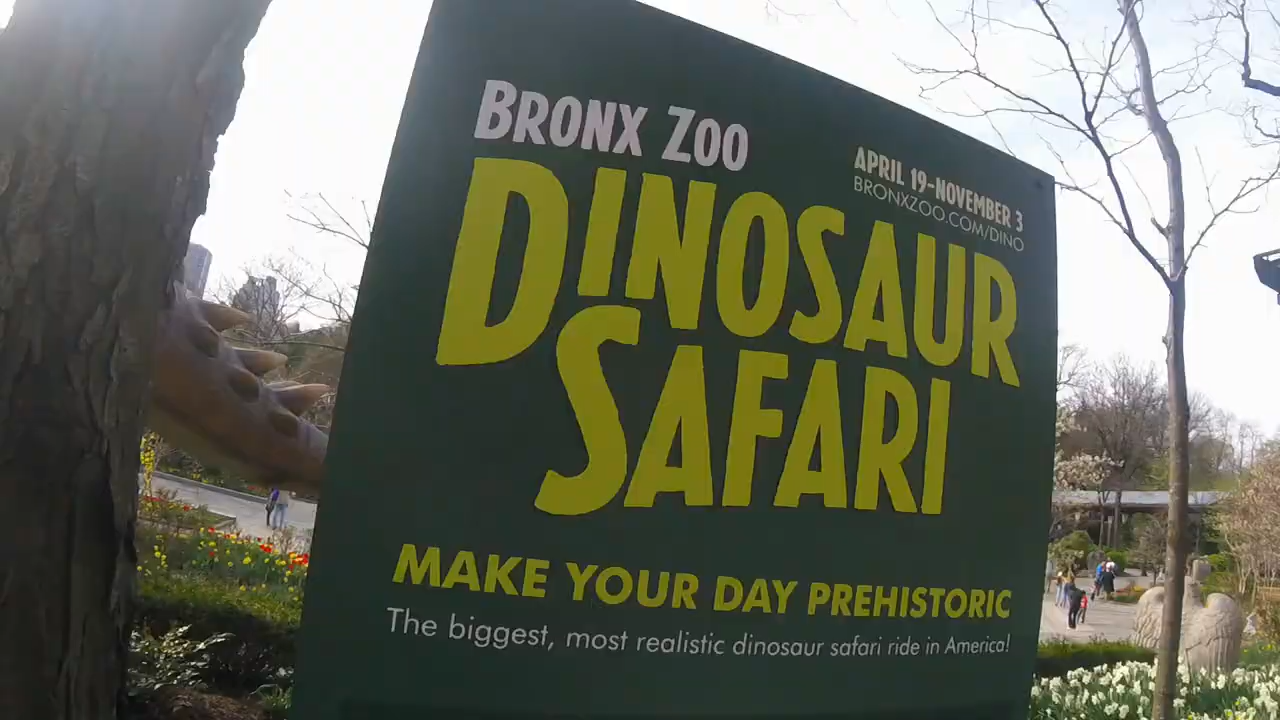 BRONX ZOO
APRIL 19-NOVEMBER 3
BRONXZOO.COM/DINO
DINOSAUR
SAFARI
MAKE YOUR DAY PREHISTORIC
The biggest, most realistic dinosaur safari ride in America!